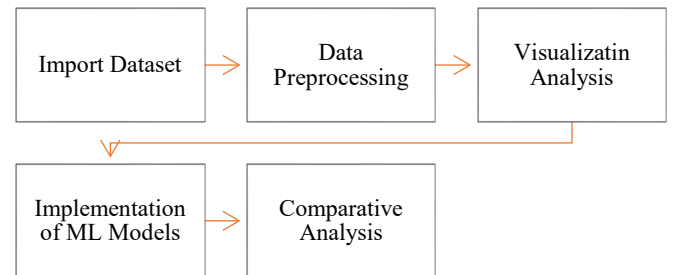 Import Dataset
Data
Preprocessing
Visualizatin
Analysis
Implementation
of ML Models
Comparative
Analysis